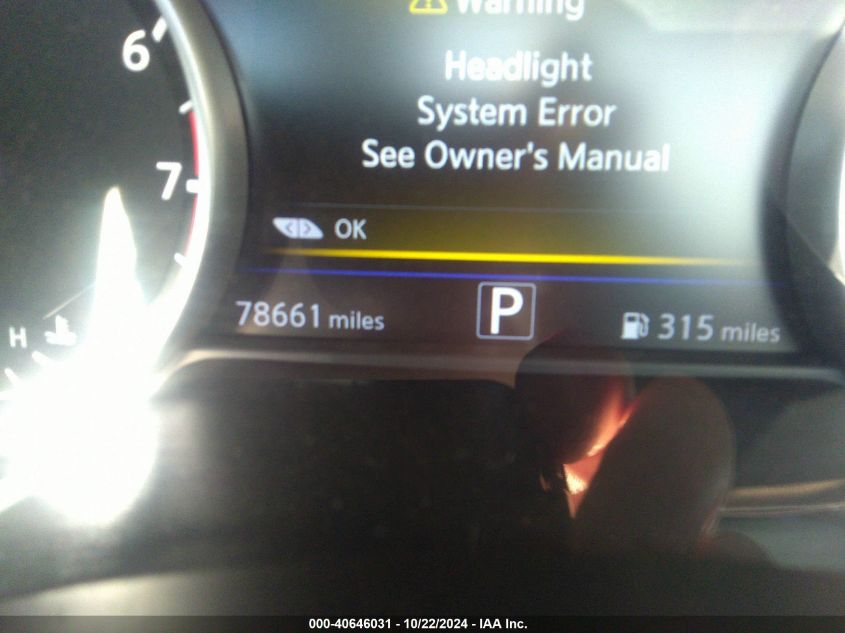 Warning
6
Headlight
System Error
See Owner's Manual
7
OK
78661 miles
P
315 miles
H
000-40646031 - 10/22/2024 - IAA Inc.